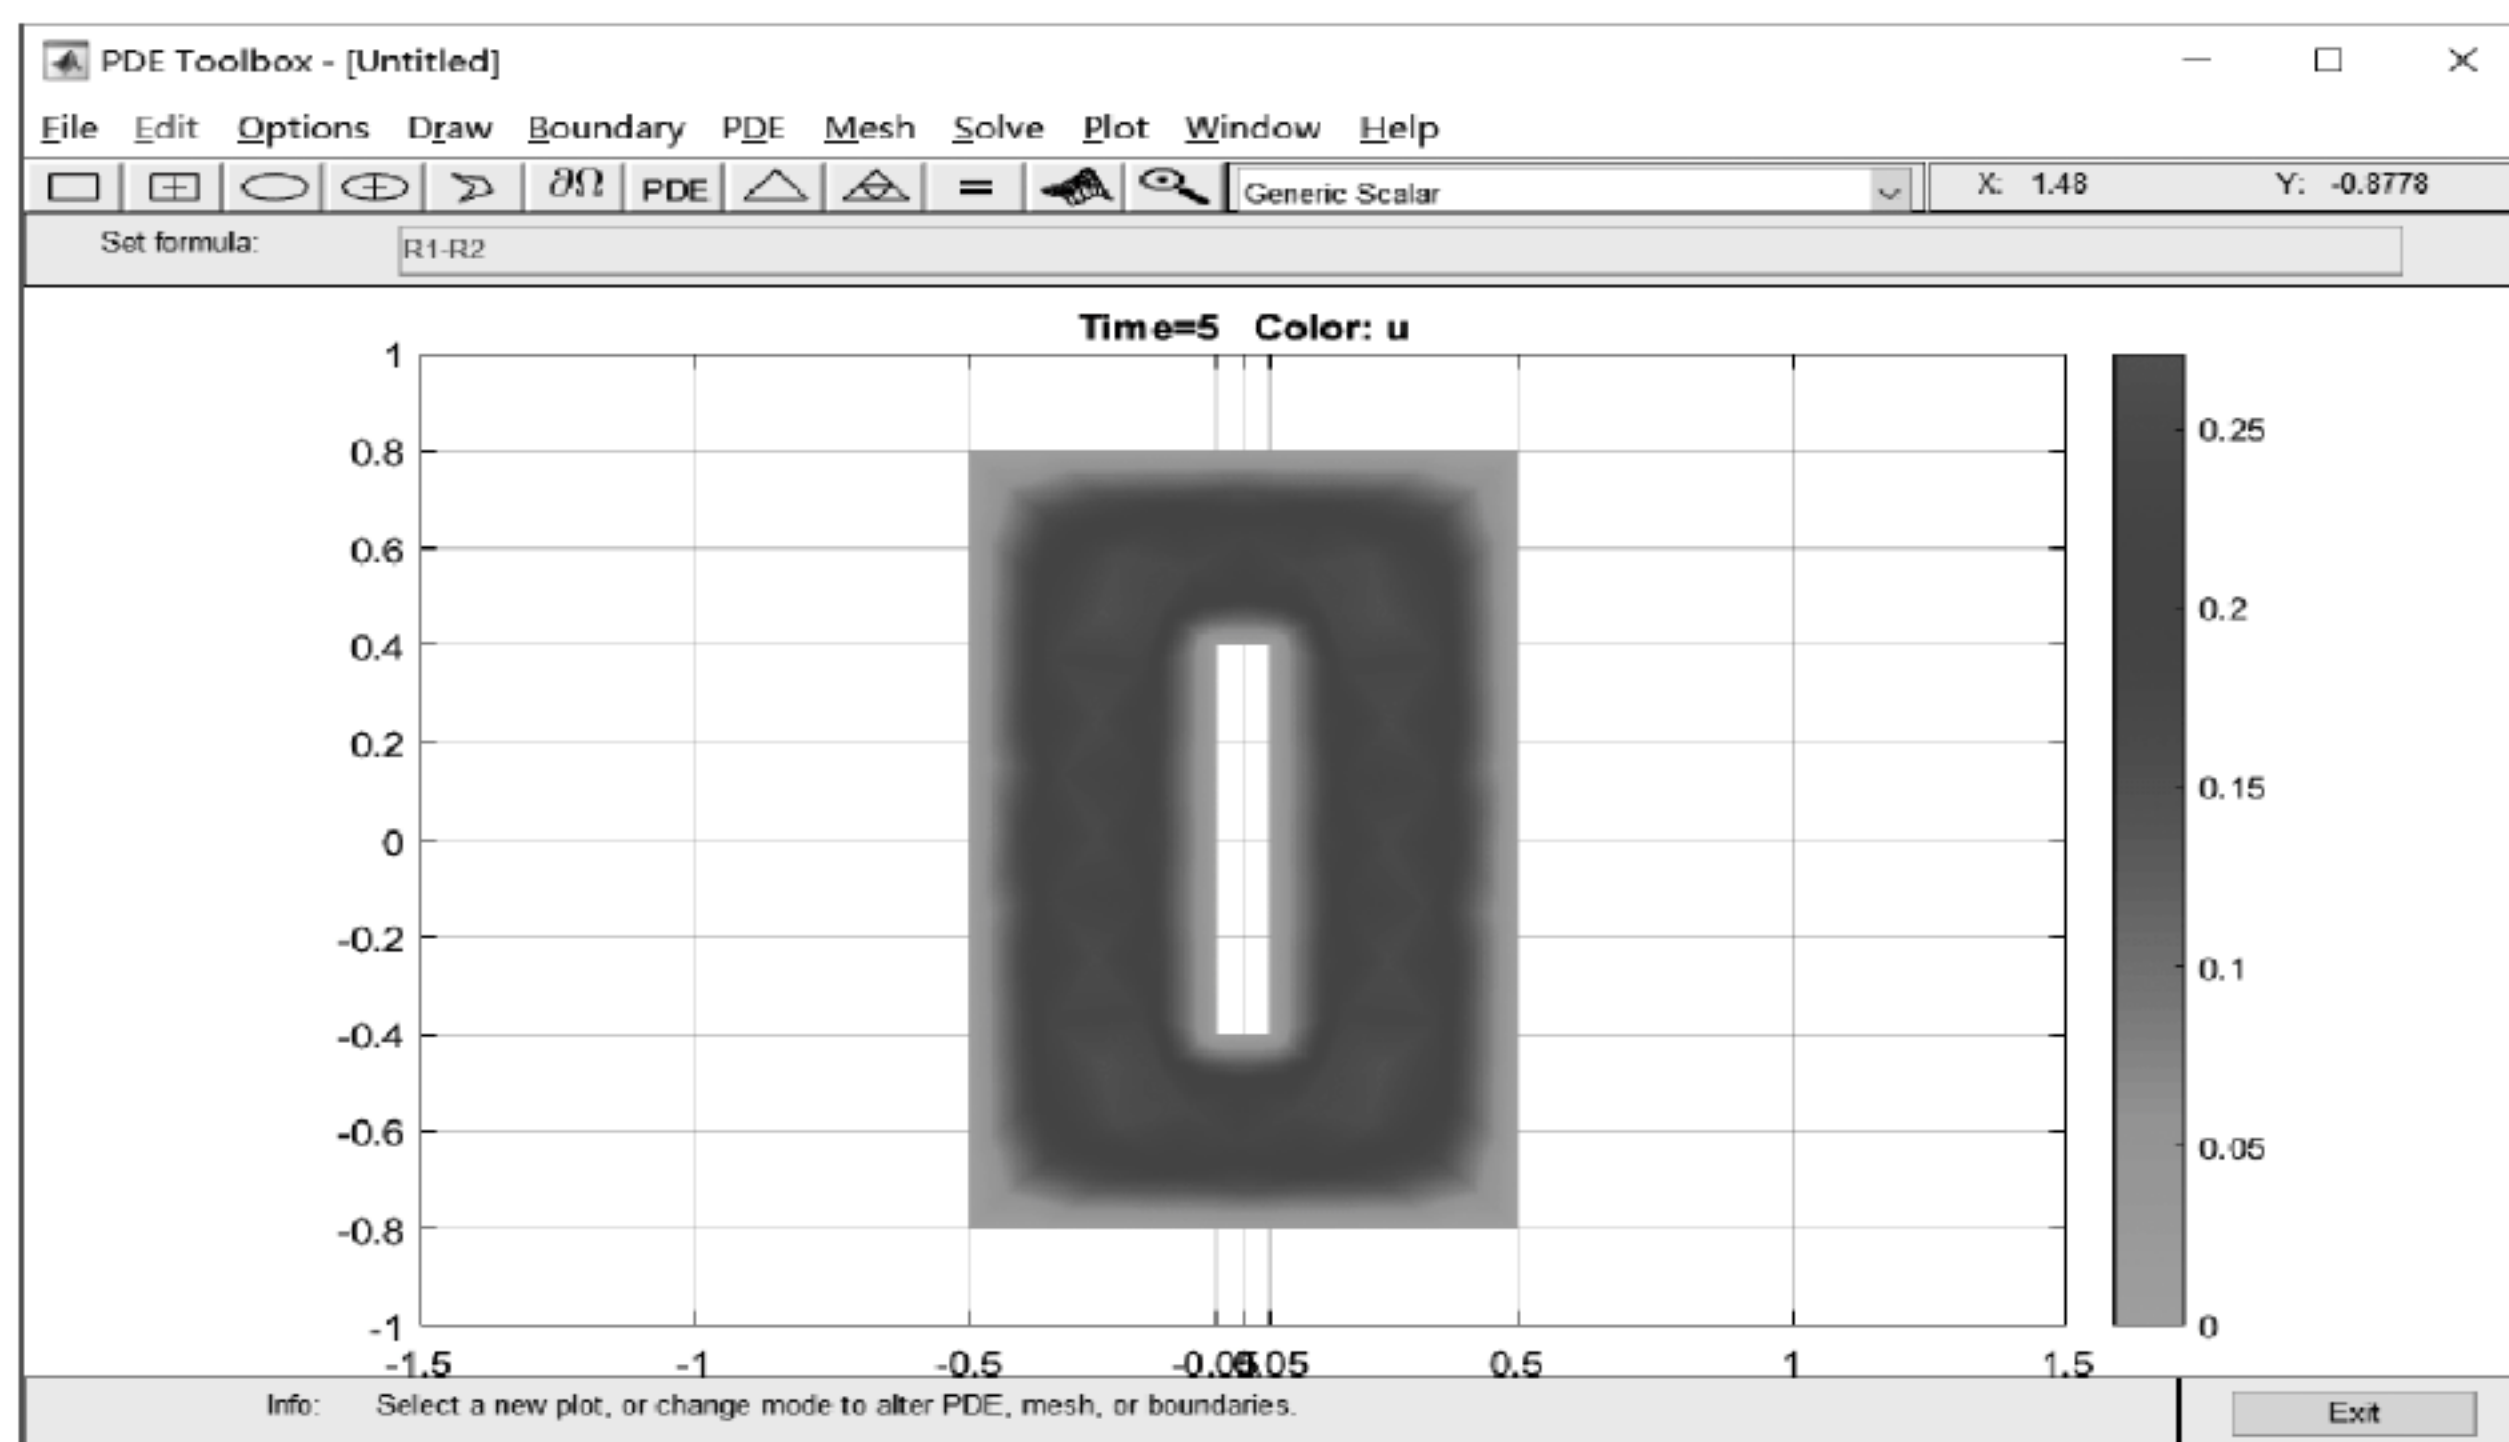 PDE Toolbox - [Untitled]
File Edit Options Draw Boundary PDE Mesh Solve Plot Window Help
∂Ω PDE = Generic Scalar X: 1.48 Y: -0.8778
Set formula: R1-R2
Time=5 Color: u
1
0.8
0.6
0.4
0.2
0
-0.2
-0.4
-0.6
-0.8
-1
-1.5 -1 -0.5 0.5 1 1.5
0.25
0.2
0.15
0.1
0.05
0
Info: Select a new plot, or change mode to alter PDE, mesh, or boundaries.
Exit